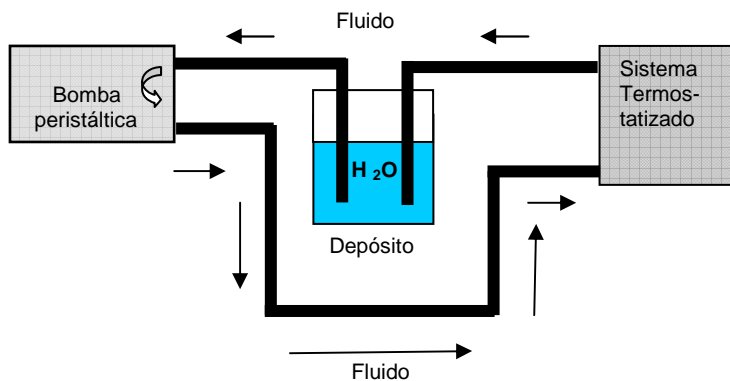 Fluido
Bomba
peristáltica
Sistema
Termos-
tatizado
H 2O
Depósito
Fluido